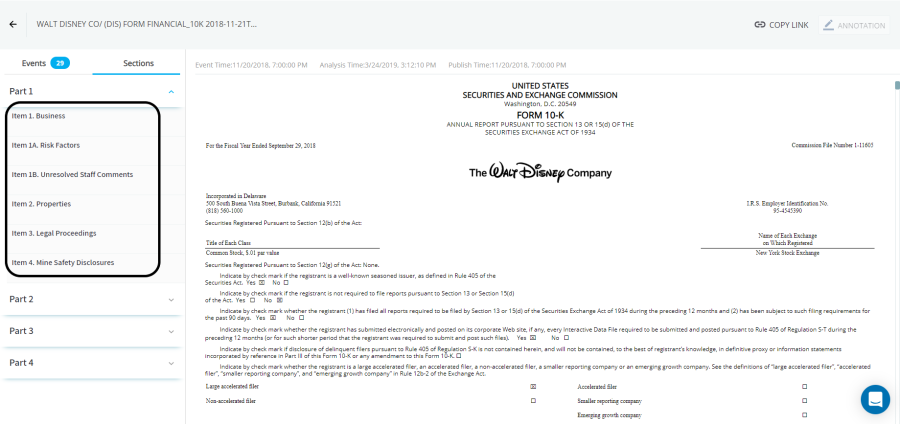 WALT DISNEY CO/ (DIS) FORM FINANCIAL_10K 2018-11-21T...
COPY LINK
ANNOTATION
Events 29
Sections
Part 1
Item 1. Business
Item 1A. Risk Factors
Item 1B. Unresolved Staff Comments
Item 2. Properties
Item 3. Legal Proceedings
Item 4. Mine Safety Disclosures
Part 2
Part 3
Part 4
Event Time:11/20/2018, 7:00:00 PM Analysis Time:3/24/2019, 3:12:10 PM Publish Time:11/20/2018, 7:00:00 PM
UNITED STATES
SECURITIES AND EXCHANGE COMMISSION
Washington, D.C. 20549
FORM 10-K
ANNUAL REPORT PURSUANT TO SECTION 13 OR 15(d) OF THE
SECURITIES EXCHANGE ACT OF 1934
For the Fiscal Year Ended September 29, 2018
Commission File Number 1-11605
The WALT DISNEY Company
Incorporated in Delaware
500 South Buena Vista Street, Burbank, California 91521
(818) 560-1000
I.R.S. Employer Identification No.
95-4545390
Securities Registered Pursuant to Section 12(b) of the Act:
Title of Each Class
Name of Each Exchange
on Which Registered
Common Stock, $.01 par value
New York Stock Exchange
Securities Registered Pursuant to Section 12(g) of the Act: None.
Indicate by check mark if the registrant is a well-known seasoned issuer, as defined in Rule 405 of the
Securities Act. Yes ☒ No ☐
Indicate by check mark if the registrant is not required to file reports pursuant to Section 13 or Section 15(d)
of the Act. Yes ☐ No ☒
Indicate by check mark whether the registrant (1) has filed all reports required to be filed by Section 13 or 15(d) of the Securities Exchange Act of 1934 during the preceding 12 months and (2) has been subject to such filing requirements for
the past 90 days. Yes ☒ No ☐
Indicate by check mark whether the registrant has submitted electronically and posted on its corporate Web site, if any, every Interactive Data File required to be submitted and posted pursuant to Rule 405 of Regulation S-T during the
preceding 12 months (or for such shorter period that the registrant was required to submit and post such files). Yes ☒ No ☐
Indicate by check mark if disclosure of delinquent filers pursuant to Rule 405 of Regulation S-K is not contained herein, and will not be contained, to the best of registrant's knowledge, in definitive proxy or information statements
incorporated by reference in Part III of this Form 10-K or any amendment to this Form 10-K. ☐
Indicate by check mark whether the registrant is a large accelerated filer, an accelerated filer, a non-accelerated filer, a smaller reporting company or an emerging growth company. See the definitions of "large accelerated filer", "accelerated
filer", "smaller reporting company", and "emerging growth company" in Rule 12b-2 of the Exchange Act.
Large accelerated filer ☒ Accelerated filer ☐
Non-accelerated filer ☐ Smaller reporting company ☐
Emerging growth company ☐